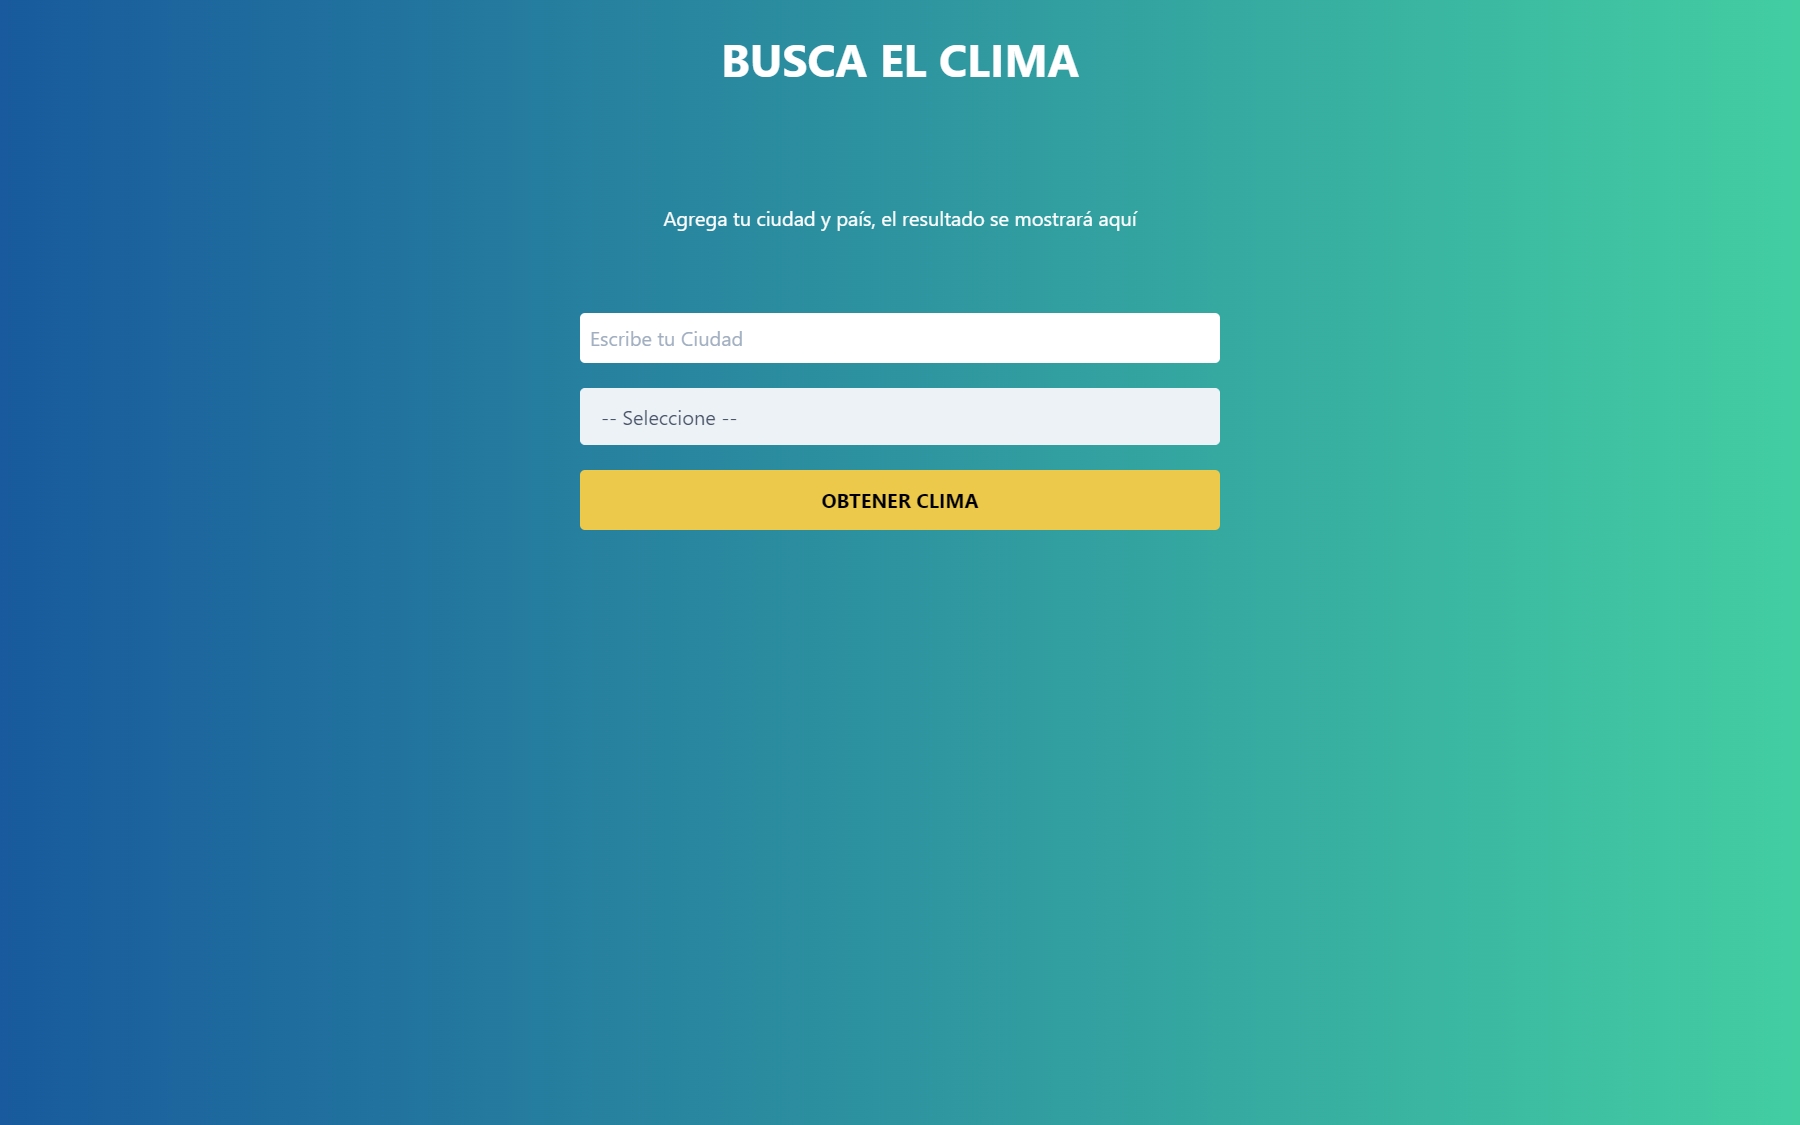 BUSCA EL CLIMA
Agrega tu ciudad y país, el resultado se mostrará aquí
Escribe tu Ciudad
-- Seleccione --
OBTENER CLIMA